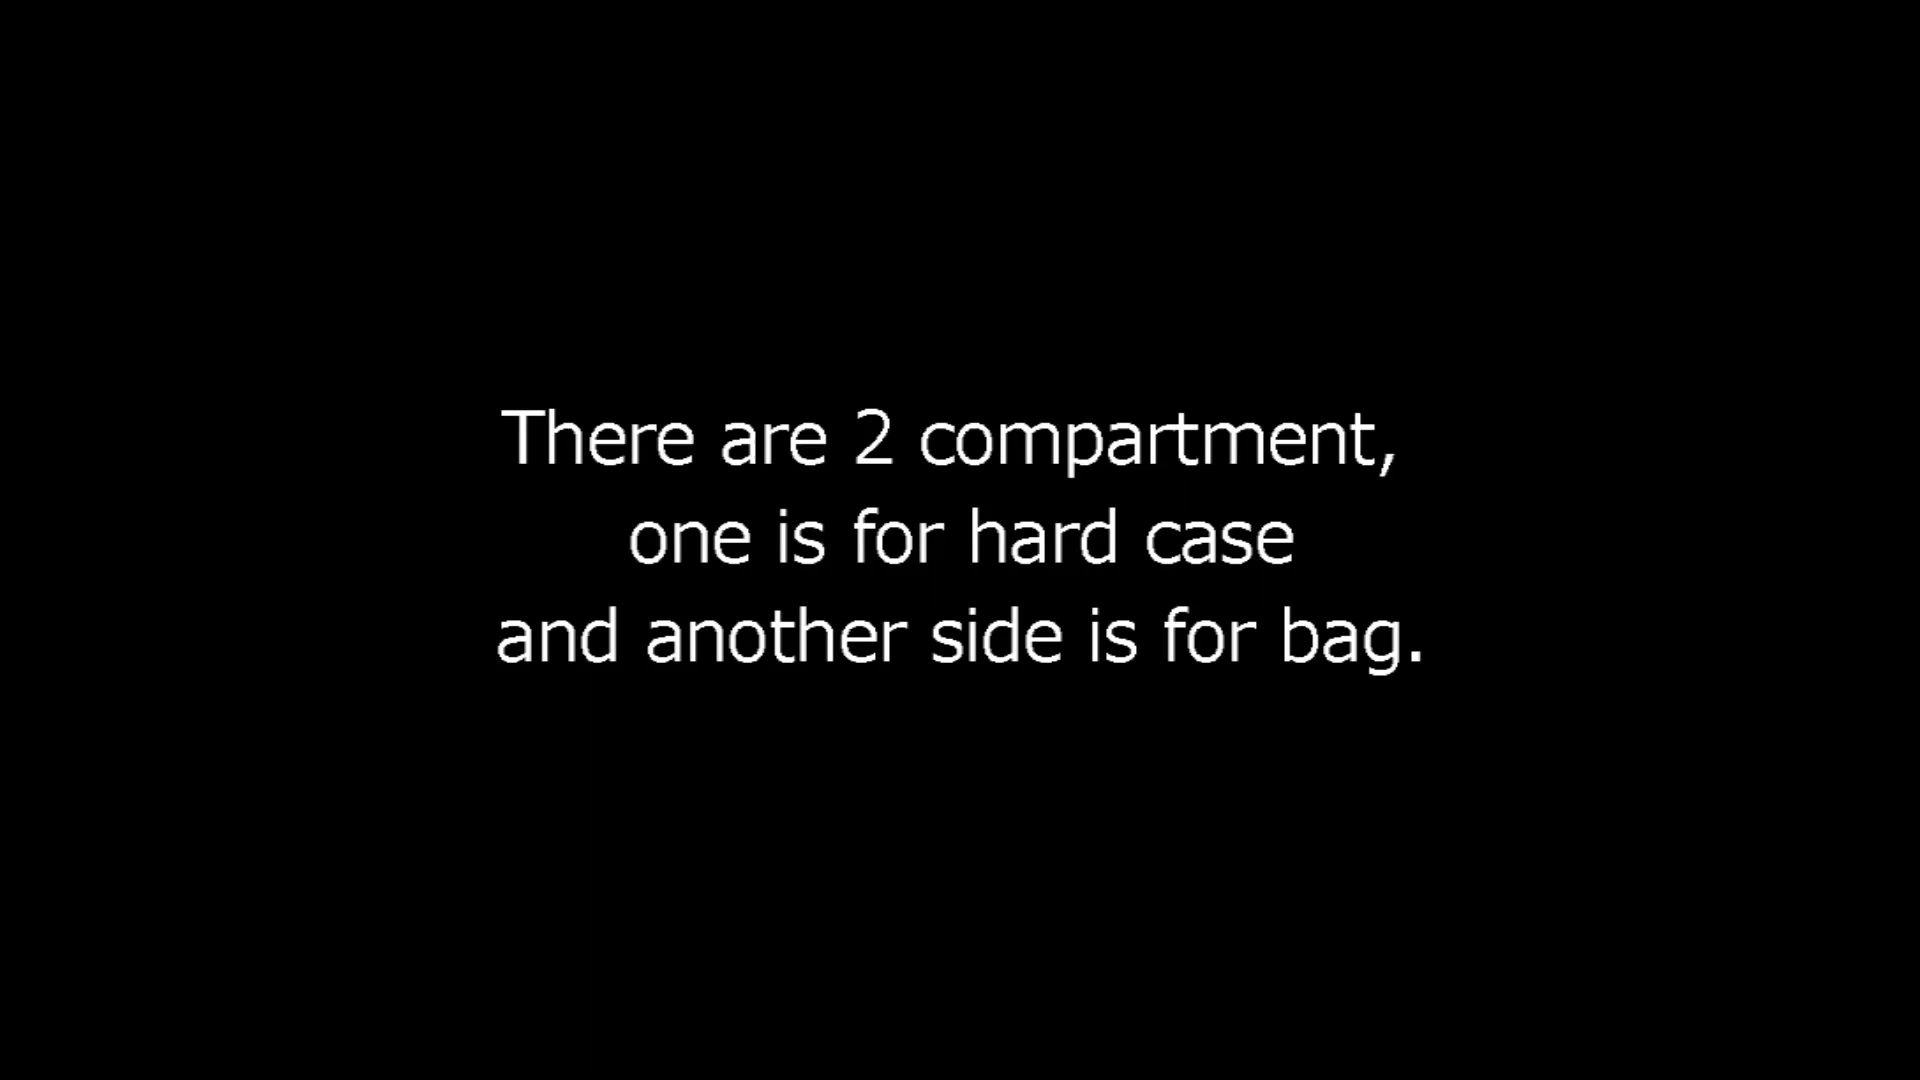 There are 2 compartment,
one is for hard case
and another side is for bag.